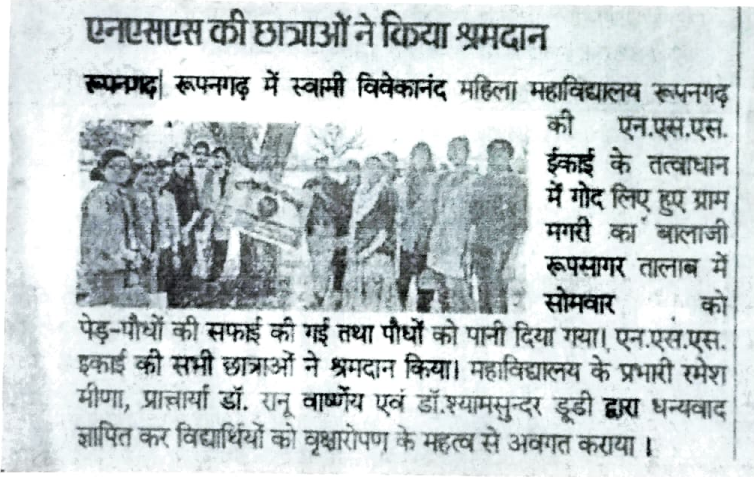 एनएसएस की छात्राओं ने किया श्रमदान
रूपनगढ़| रूपनगढ़ में स्वामी विवेकानंद महिला महाविद्यालय रूपनगढ़
की एन.एस.एस.
ईकाई के तत्वाधान
में गोद लिए हुए ग्राम
मगरी का बालाजी
रूपसागर तालाब में
सोमवार को
पेड़-पौधों की सफाई की गई तथा पौधों को पानी दिया गया। एन.एस.एस.
इकाई की सभी छात्राओं ने श्रमदान किया। महाविद्यालय के प्रभारी रमेश
मीणा, प्राचार्या डॉ. रानू वार्ष्णेय एवं डॉ.श्यामसुन्दर डूडी द्वारा धन्यवाद
ज्ञापित कर विद्यार्थियों को वृक्षारोपण के महत्व से अवगत कराया ।